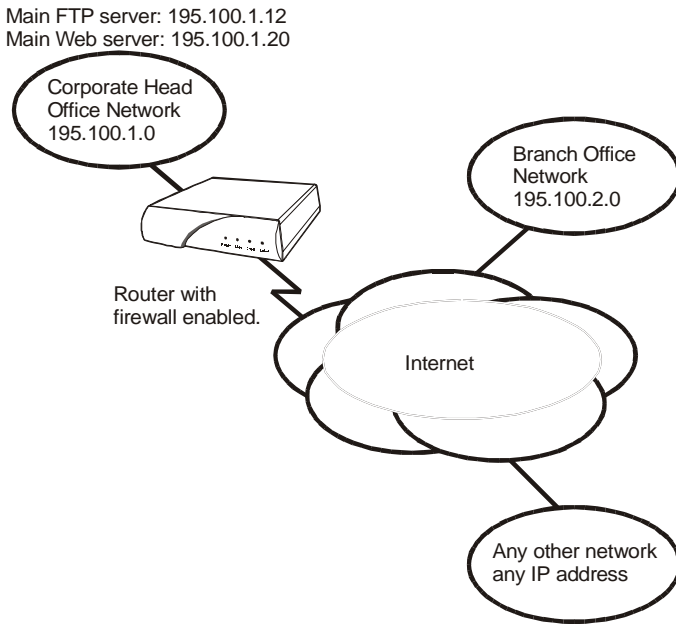 Main FTP server: 195.100.1.12
Main Web server: 195.100.1.20
Corporate Head
Office Network
195.100.1.0
Branch Office
Network
195.100.2.0
Router with
firewall enabled.
Internet
Any other network
any IP address